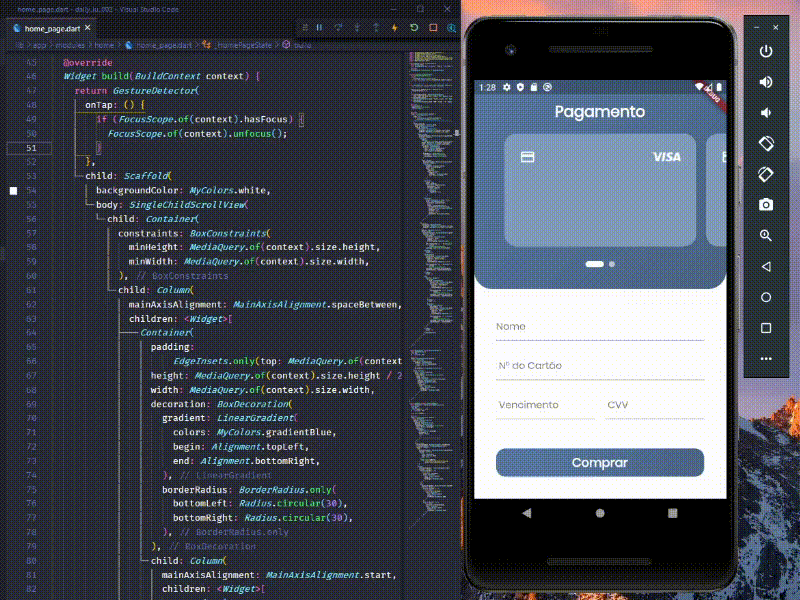 home_page.dart - daily_ui_002 - Visual Studio Code
home_page.dart ×
lib > app > modules > home > home_page.dart > _HomePageState > build
45 @override
46 Widget build(BuildContext context) {
47 return GestureDetector(
48 onTap: () {
49 if (FocusScope.of(context).hasFocus) {
50 FocusScope.of(context).unfocus();
51 }
52 },
53 child: Scaffold(
54 backgroundColor: MyColors.white,
55 body: SingleChildScrollView(
56 child: Container(
57 constraints: BoxConstraints(
58 minHeight: MediaQuery.of(context).size.height,
59 minWidth: MediaQuery.of(context).size.width,
60 ), // BoxConstraints
61 child: Column(
62 mainAxisAlignment: MainAxisAlignment.spaceBetween,
63 children: <Widget>[
64 Container(
65 padding:
66 EdgeInsets.only(top: MediaQuery.of(context
67 height: MediaQuery.of(context).size.height / 2
68 width: MediaQuery.of(context).size.width,
69 decoration: BoxDecoration(
70 gradient: LinearGradient(
71 colors: MyColors.gradientBlue,
72 begin: Alignment.topLeft,
73 end: Alignment.bottomRight,
74 ), // LinearGradient
75 borderRadius: BorderRadius.only(
76 bottomLeft: Radius.circular(30),
77 bottomRight: Radius.circular(30),
78 ), // BorderRadius.only
79 ), // BoxDecoration
80 child: Column(
81 mainAxisAlignment: MainAxisAlignment.start,
82 children: <Widget>[
1:28
DEBUG
Pagamento
VISA
Nome
Nº do Cartão
Vencimento CVV
Comprar